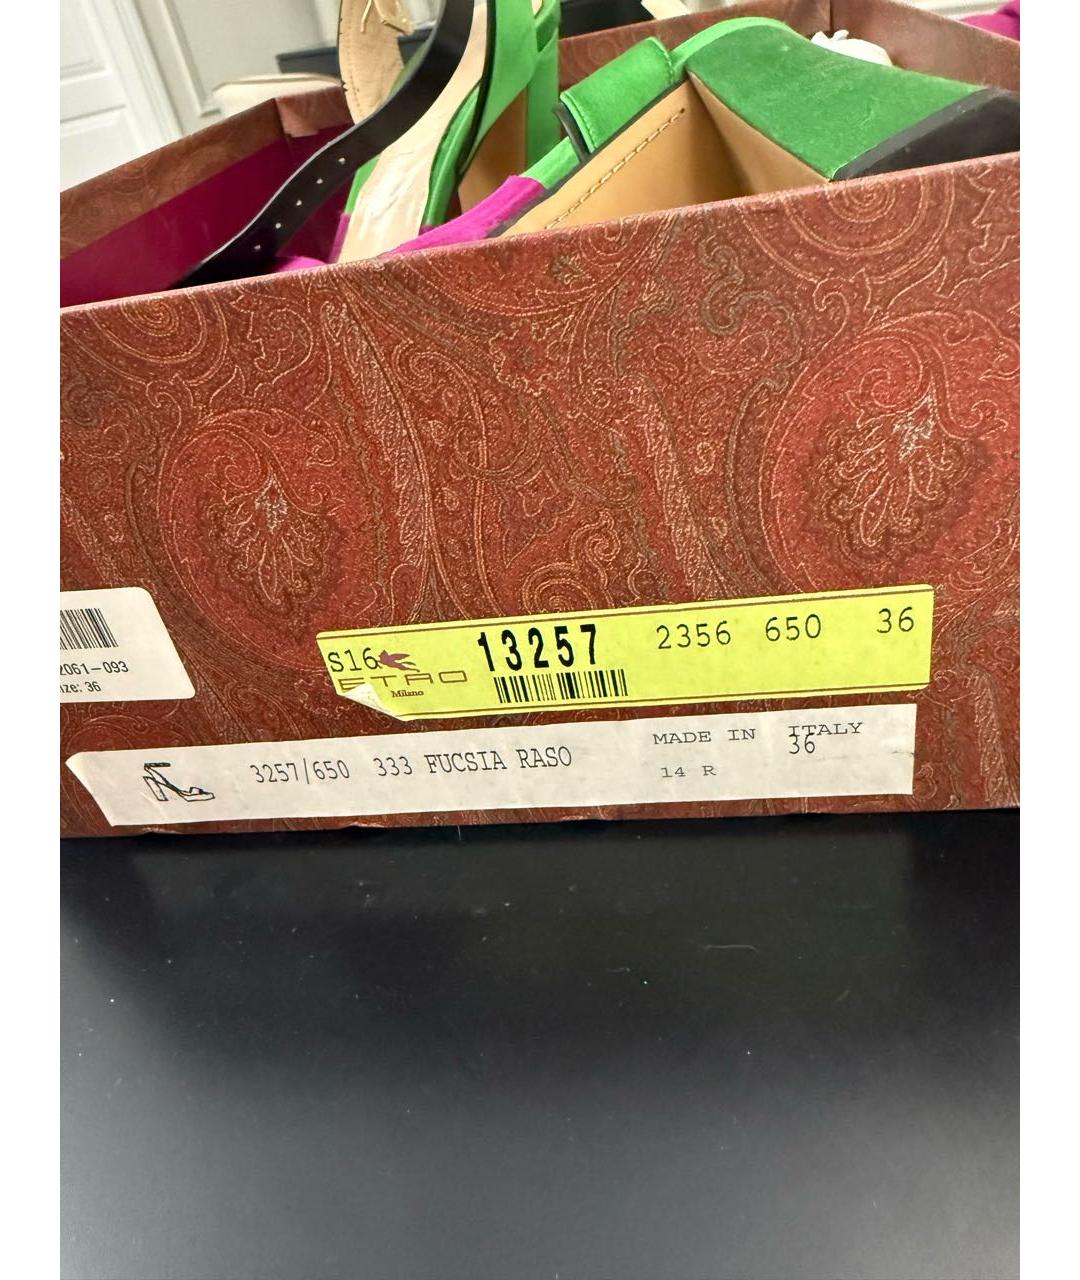 2061-093
ize: 36
S16 13257 2356 650 36
ETRO
Milano
3257/650 333 FUCSIA RASO
MADE IN ITALY
36
14 R